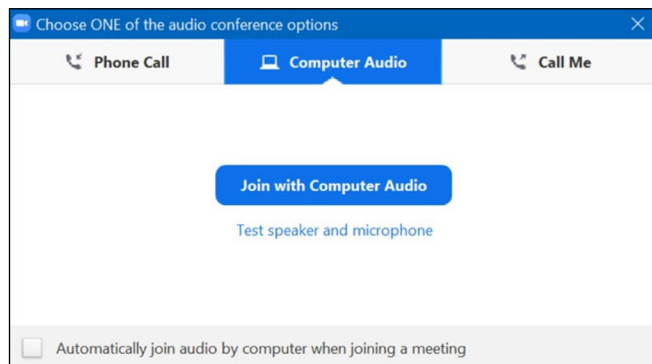 Choose ONE of the audio conference options
Phone Call
Computer Audio
Call Me
Join with Computer Audio
Test speaker and microphone
Automatically join audio by computer when joining a meeting